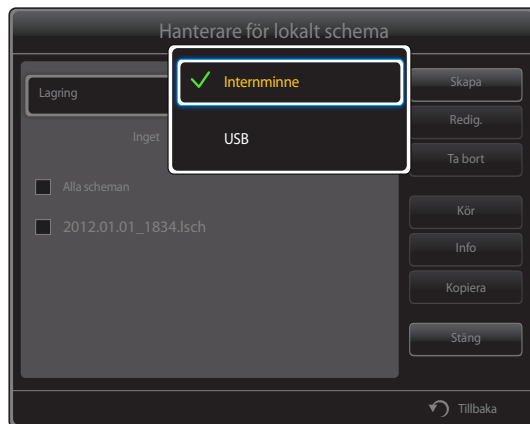 Hanterare för lokalt schema
Lagring
Internminne
USB
Inget
Alla scheman
2012.01.01_1834.lsch
Skapa
Redig.
Ta bort
Kör
Info
Kopiera
Stäng
Tillbaka